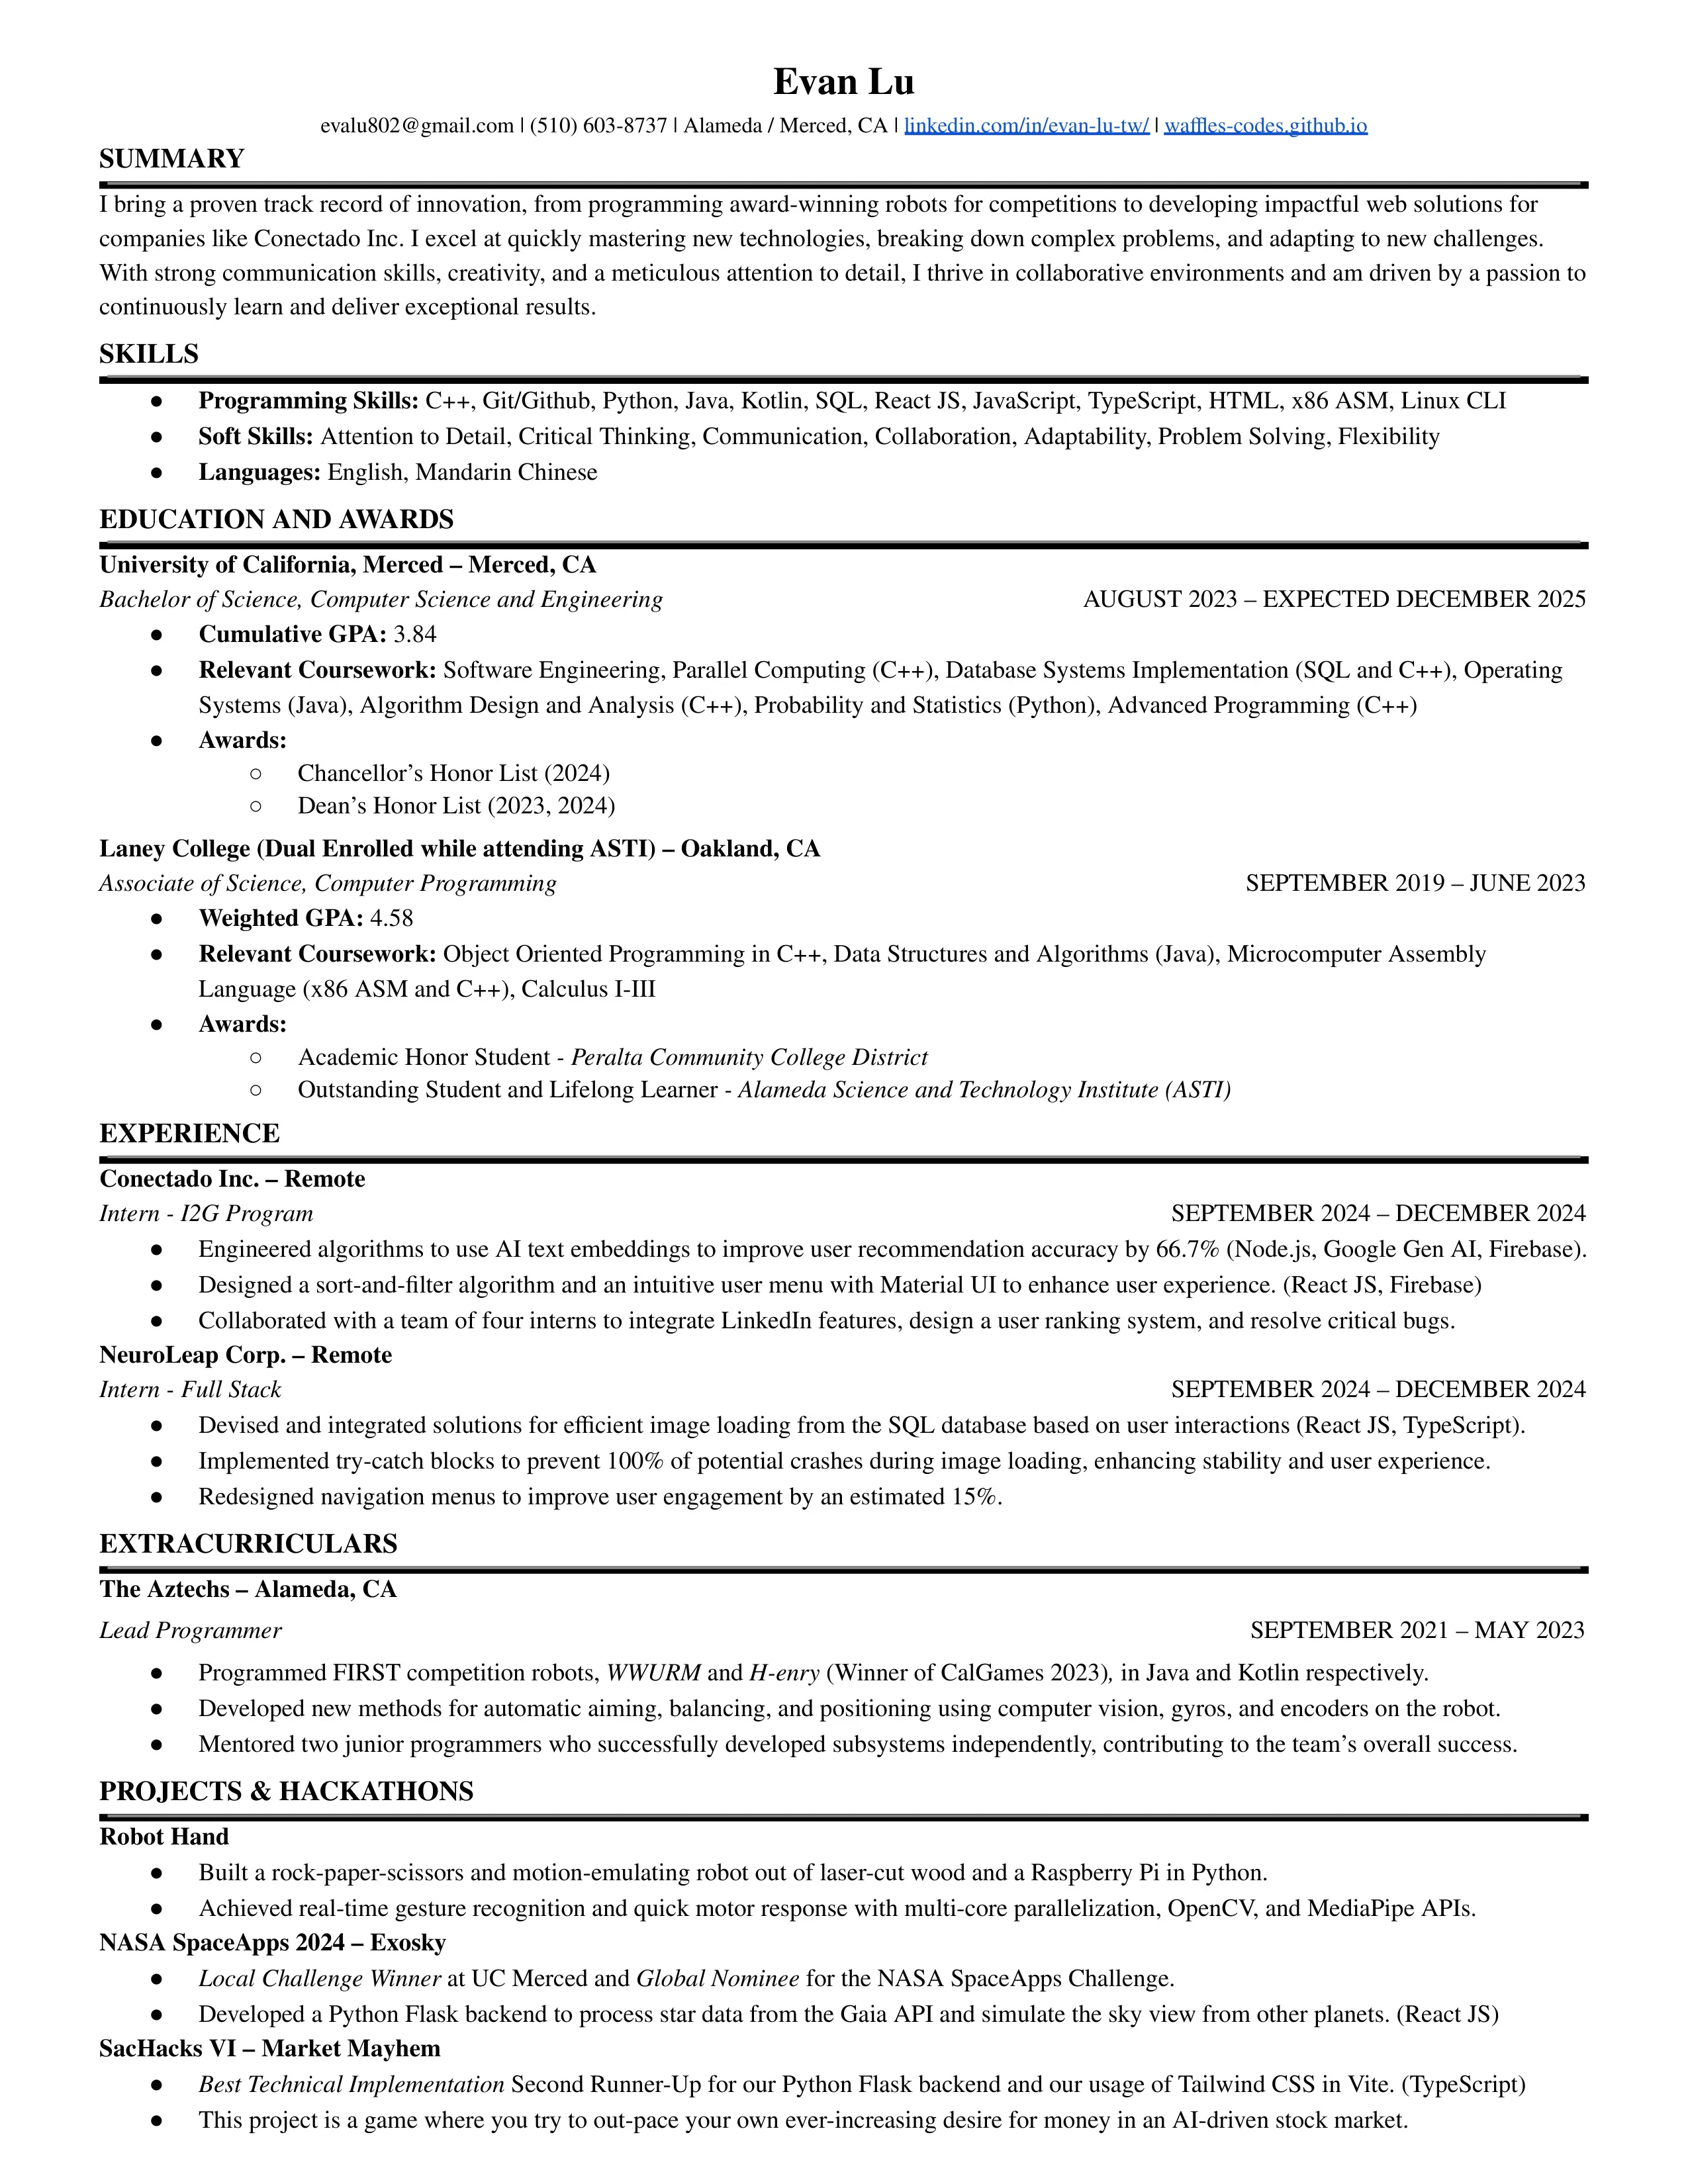 Evan Lu
evalu802@gmail.com | (510) 603-8737 | Alameda / Merced, CA | linkedin.com/in/evan-lu-tw/ | waffles-codes.github.io
SUMMARY
I bring a proven track record of innovation, from programming award-winning robots for competitions to developing impactful web solutions for
companies like Conectado Inc. I excel at quickly mastering new technologies, breaking down complex problems, and adapting to new challenges.
With strong communication skills, creativity, and a meticulous attention to detail, I thrive in collaborative environments and am driven by a passion to
continuously learn and deliver exceptional results.
SKILLS
● Programming Skills: C++, Git/Github, Python, Java, Kotlin, SQL, React JS, JavaScript, TypeScript, HTML, x86 ASM, Linux CLI
● Soft Skills: Attention to Detail, Critical Thinking, Communication, Collaboration, Adaptability, Problem Solving, Flexibility
● Languages: English, Mandarin Chinese
EDUCATION AND AWARDS
University of California, Merced – Merced, CA
Bachelor of Science, Computer Science and Engineering AUGUST 2023 – EXPECTED DECEMBER 2025
● Cumulative GPA: 3.84
● Relevant Coursework: Software Engineering, Parallel Computing (C++), Database Systems Implementation (SQL and C++), Operating
Systems (Java), Algorithm Design and Analysis (C++), Probability and Statistics (Python), Advanced Programming (C++)
● Awards:
○ Chancellor’s Honor List (2024)
○ Dean’s Honor List (2023, 2024)
Laney College (Dual Enrolled while attending ASTI) – Oakland, CA
Associate of Science, Computer Programming SEPTEMBER 2019 – JUNE 2023
● Weighted GPA: 4.58
● Relevant Coursework: Object Oriented Programming in C++, Data Structures and Algorithms (Java), Microcomputer Assembly
Language (x86 ASM and C++), Calculus I-III
● Awards:
○ Academic Honor Student - Peralta Community College District
○ Outstanding Student and Lifelong Learner - Alameda Science and Technology Institute (ASTI)
EXPERIENCE
Conectado Inc. – Remote
Intern - I2G Program SEPTEMBER 2024 – DECEMBER 2024
● Engineered algorithms to use AI text embeddings to improve user recommendation accuracy by 66.7% (Node.js, Google Gen AI, Firebase).
● Designed a sort-and-filter algorithm and an intuitive user menu with Material UI to enhance user experience. (React JS, Firebase)
● Collaborated with a team of four interns to integrate LinkedIn features, design a user ranking system, and resolve critical bugs.
NeuroLeap Corp. – Remote
Intern - Full Stack SEPTEMBER 2024 – DECEMBER 2024
● Devised and integrated solutions for efficient image loading from the SQL database based on user interactions (React JS, TypeScript).
● Implemented try-catch blocks to prevent 100% of potential crashes during image loading, enhancing stability and user experience.
● Redesigned navigation menus to improve user engagement by an estimated 15%.
EXTRACURRICULARS
The Aztechs – Alameda, CA
Lead Programmer SEPTEMBER 2021 – MAY 2023
● Programmed FIRST competition robots, WWURM and H-enry (Winner of CalGames 2023), in Java and Kotlin respectively.
● Developed new methods for automatic aiming, balancing, and positioning using computer vision, gyros, and encoders on the robot.
● Mentored two junior programmers who successfully developed subsystems independently, contributing to the team’s overall success.
PROJECTS & HACKATHONS
Robot Hand
● Built a rock-paper-scissors and motion-emulating robot out of laser-cut wood and a Raspberry Pi in Python.
● Achieved real-time gesture recognition and quick motor response with multi-core parallelization, OpenCV, and MediaPipe APIs.
NASA SpaceApps 2024 – Exosky
● Local Challenge Winner at UC Merced and Global Nominee for the NASA SpaceApps Challenge.
● Developed a Python Flask backend to process star data from the Gaia API and simulate the sky view from other planets. (React JS)
SacHacks VI – Market Mayhem
● Best Technical Implementation Second Runner-Up for our Python Flask backend and our usage of Tailwind CSS in Vite. (TypeScript)
● This project is a game where you try to out-pace your own ever-increasing desire for money in an AI-driven stock market.